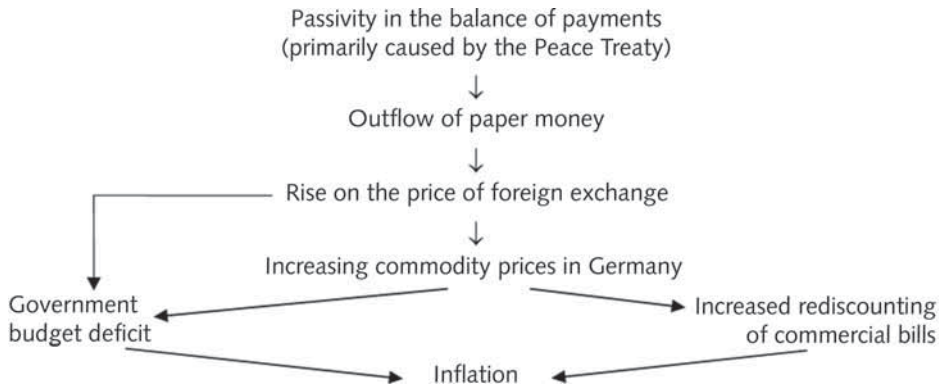 Passivity in the balance of payments
(primarily caused by the Peace Treaty)
Outflow of paper money
Rise on the price of foreign exchange
Increasing commodity prices in Germany
Government
budget deficit
Increased rediscounting
of commercial bills
Inflation